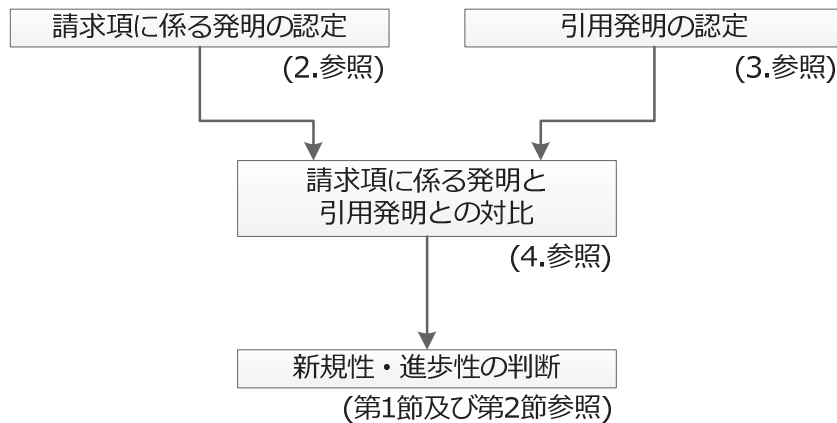 請求項に係る発明の認定
(2.参照)
引用発明の認定
(3.参照)
請求項に係る発明と
引用発明との対比
(4.参照)
新規性・進歩性の判断
(第1節及び第2節参照)